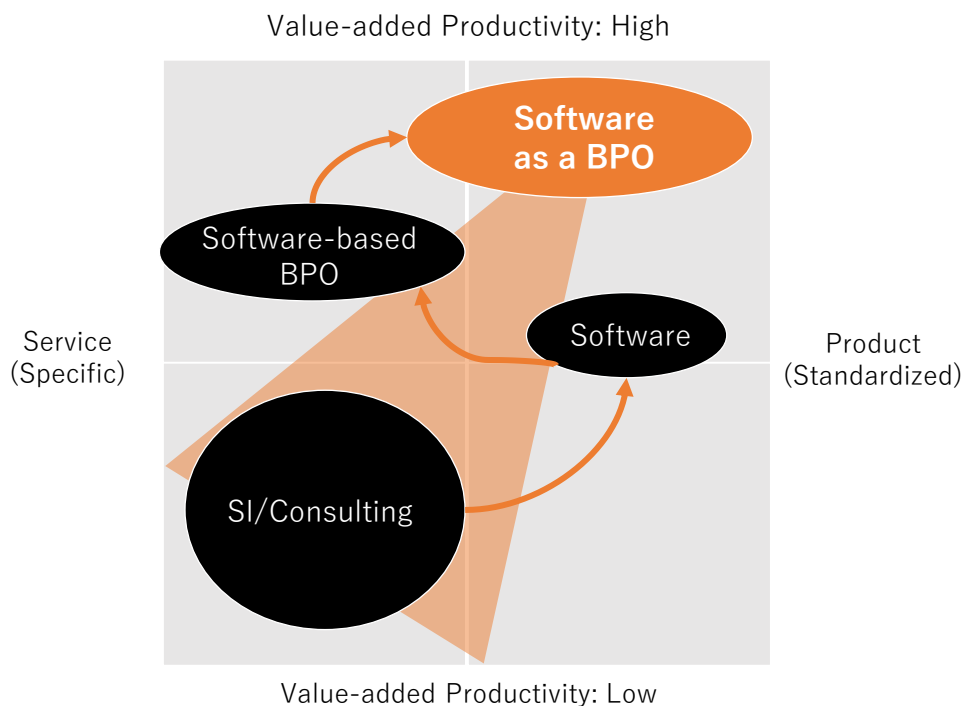 Value-added Productivity: High
Software
as a BPO
Software-based
BPO
Service
(Specific)
Software
Product
(Standardized)
SI/Consulting
Value-added Productivity: Low